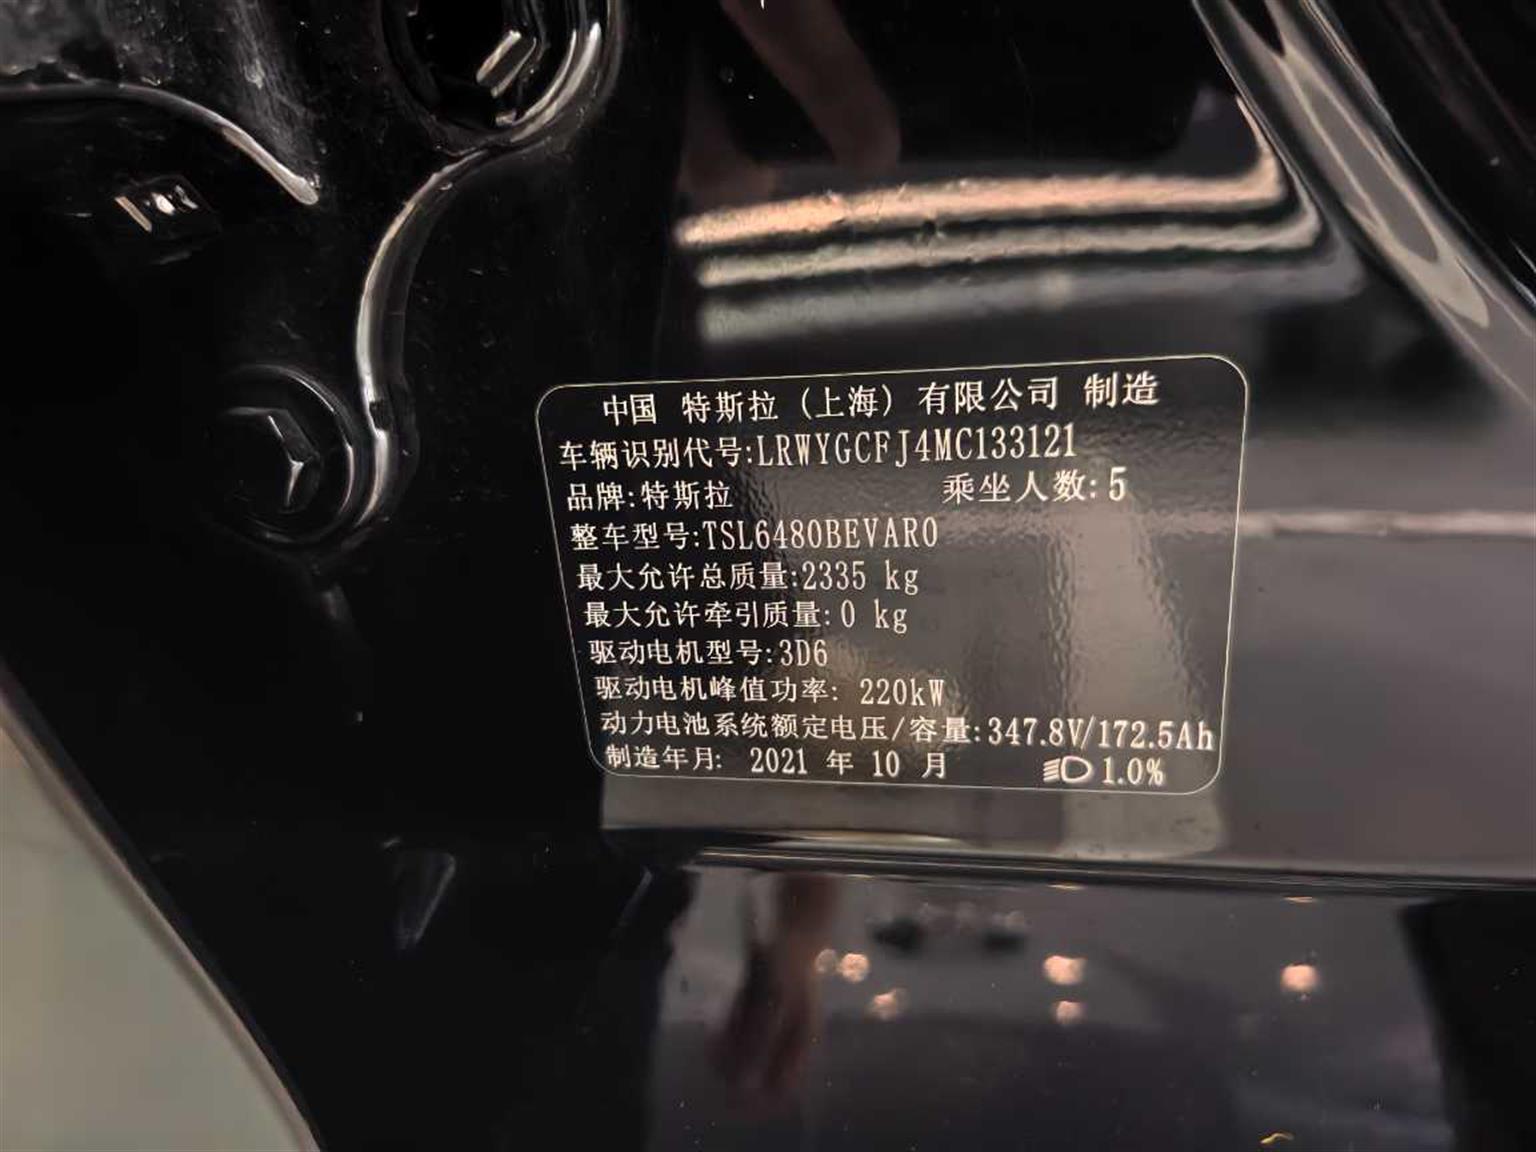 中国 特斯拉 (上海) 有限公司 制造
车辆识别代号:LRWYGCFJ4MC133121
品牌:特斯拉 乘坐人数:5
整车型号:TSL6480BEVAR0
最大允许总质量:2335 kg
最大允许牵引质量:0 kg
驱动电机型号:3D6
驱动电机峰值功率: 220kW
动力电池系统额定电压/容量:347.8V/172.5Ah
制造年月: 2021 年 10 月 1.0%